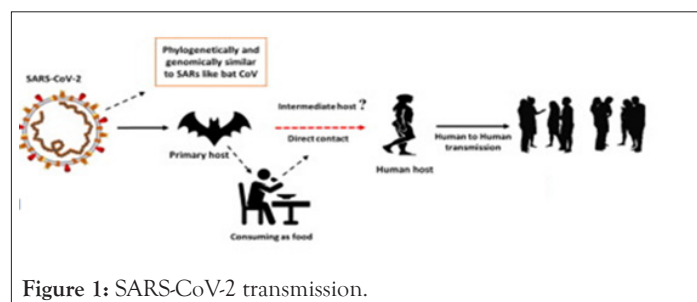 Phylogenetically and
genomically similar
to SARs like bat CoV
SARS-CoV-2
Intermediate host ?
Direct contact
Primary host
Human host
Human to Human
transmission
Consuming as food
Figure 1: SARS-CoV-2 transmission.